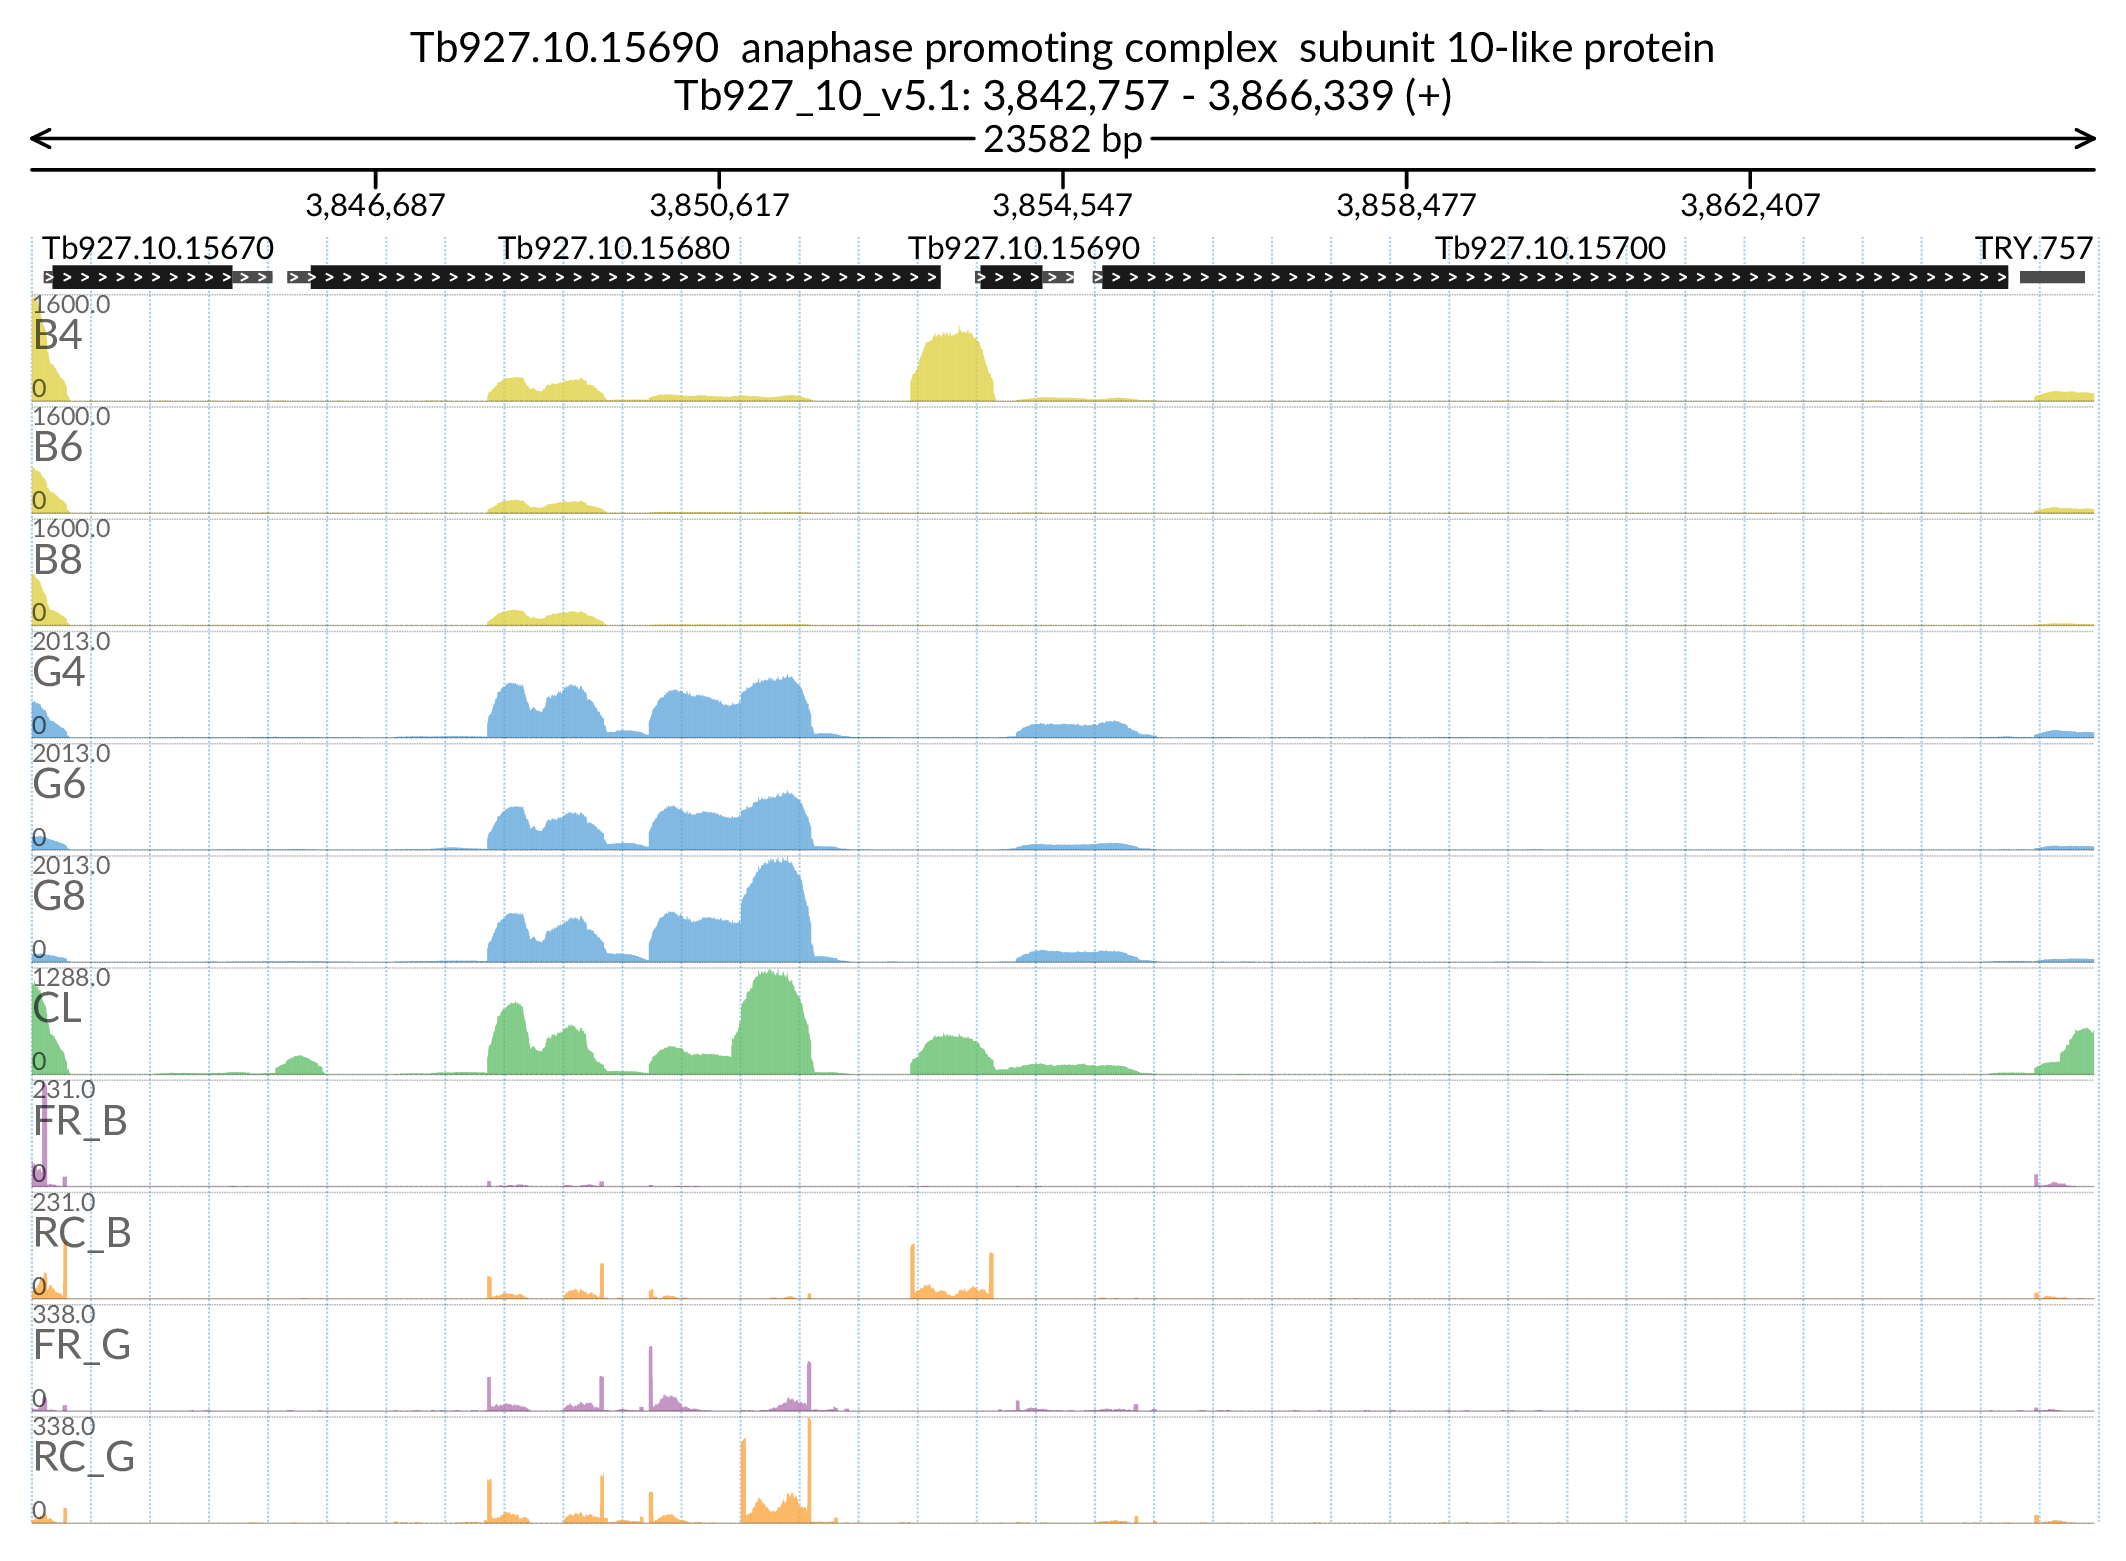 Tb927.10.15690  anaphase promoting complex  subunit 10-like protein
Tb927_10_v5.1: 3,842,757 - 3,866,339 (+)
23582 bp
3,846,687 3,850,617 3,854,547 3,858,477 3,862,407
Tb927.10.15670 Tb927.10.15680 Tb927.10.15690 Tb927.10.15700 TRY.757
1600.0
B4
0
1600.0
B6
0
1600.0
B8
0
2013.0
G4
0
2013.0
G6
0
2013.0
G8
0
1288.0
CL
0
231.0
FR_B
0
231.0
RC_B
0
338.0
FR_G
0
338.0
RC_G
0